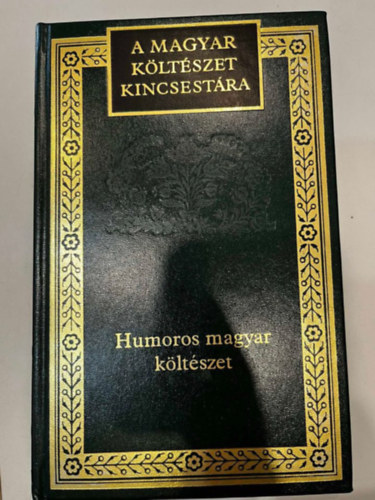 A MAGYAR
KÖLTÉSZET
KINCSESTÁRA
Humoros magyar
költészet